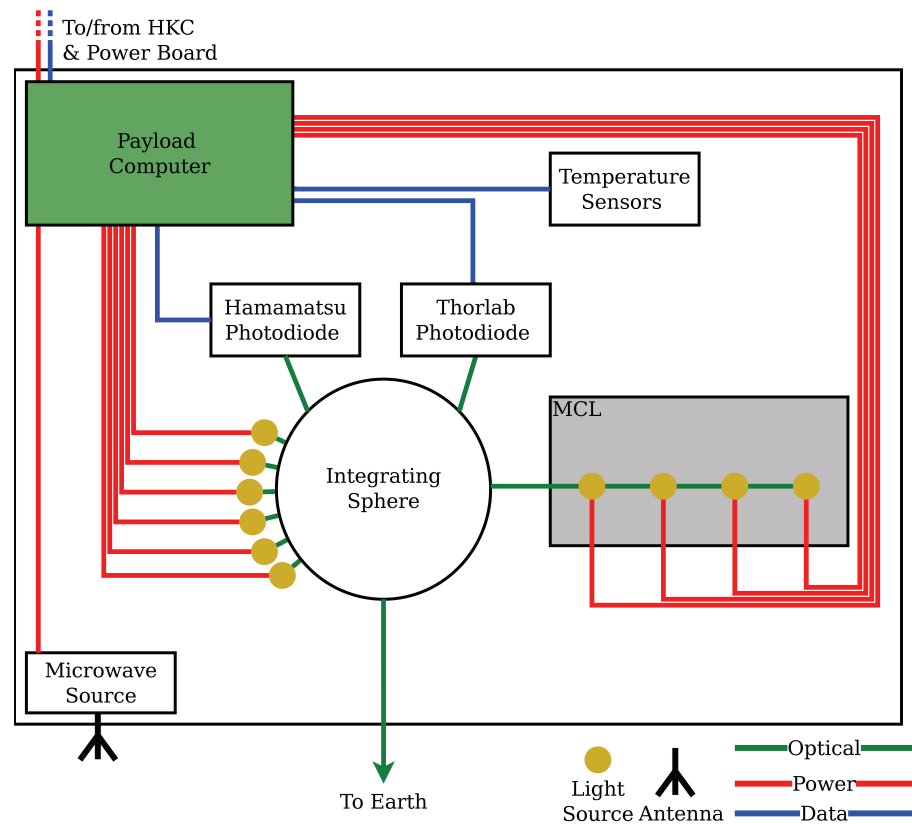 To/from HKC
& Power Board
Payload
Computer
Temperature
Sensors
Hamamatsu
Photodiode
Thorlab
Photodiode
MCL
Integrating
Sphere
Microwave
Source
To Earth
Light
Source
Antenna
Optical
Power
Data